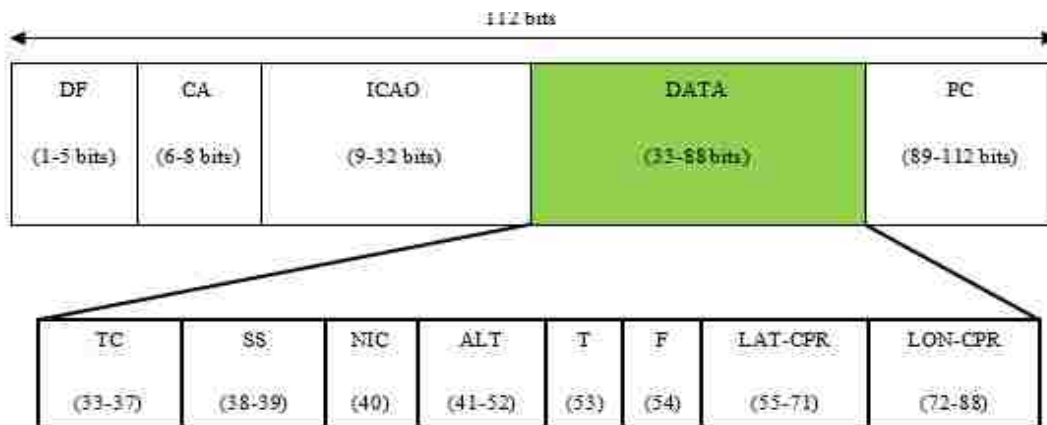 112 bits
DF CA ICAO DATA PC
(1-5 bits) (6-8 bits) (9-32 bits) (33-88bits) (89-112 bits)
TC SS NIC ALT T F LAT-CPR LON-CPR
(33-37) (38-39) (40) (41-52) (53) (54) (55-71) (72-88)